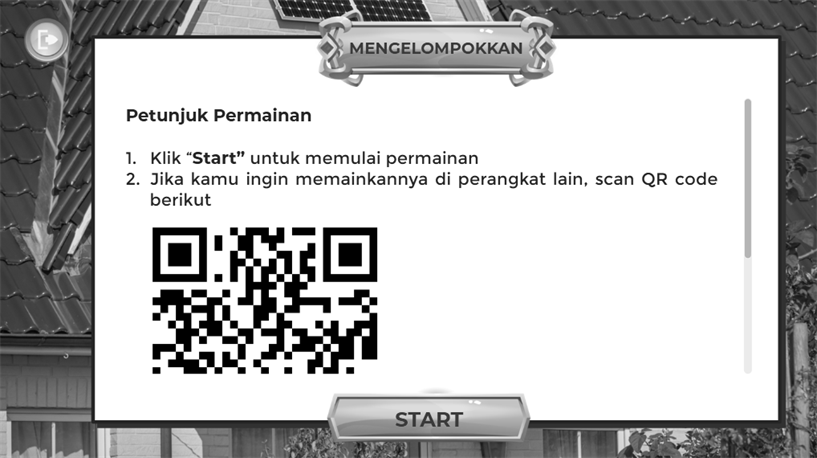 MENGELOMPOKKAN
Petunjuk Permainan
1. Klik “Start” untuk memulai permainan
2. Jika kamu ingin memainkannya di perangkat lain, scan QR code
berikut
START